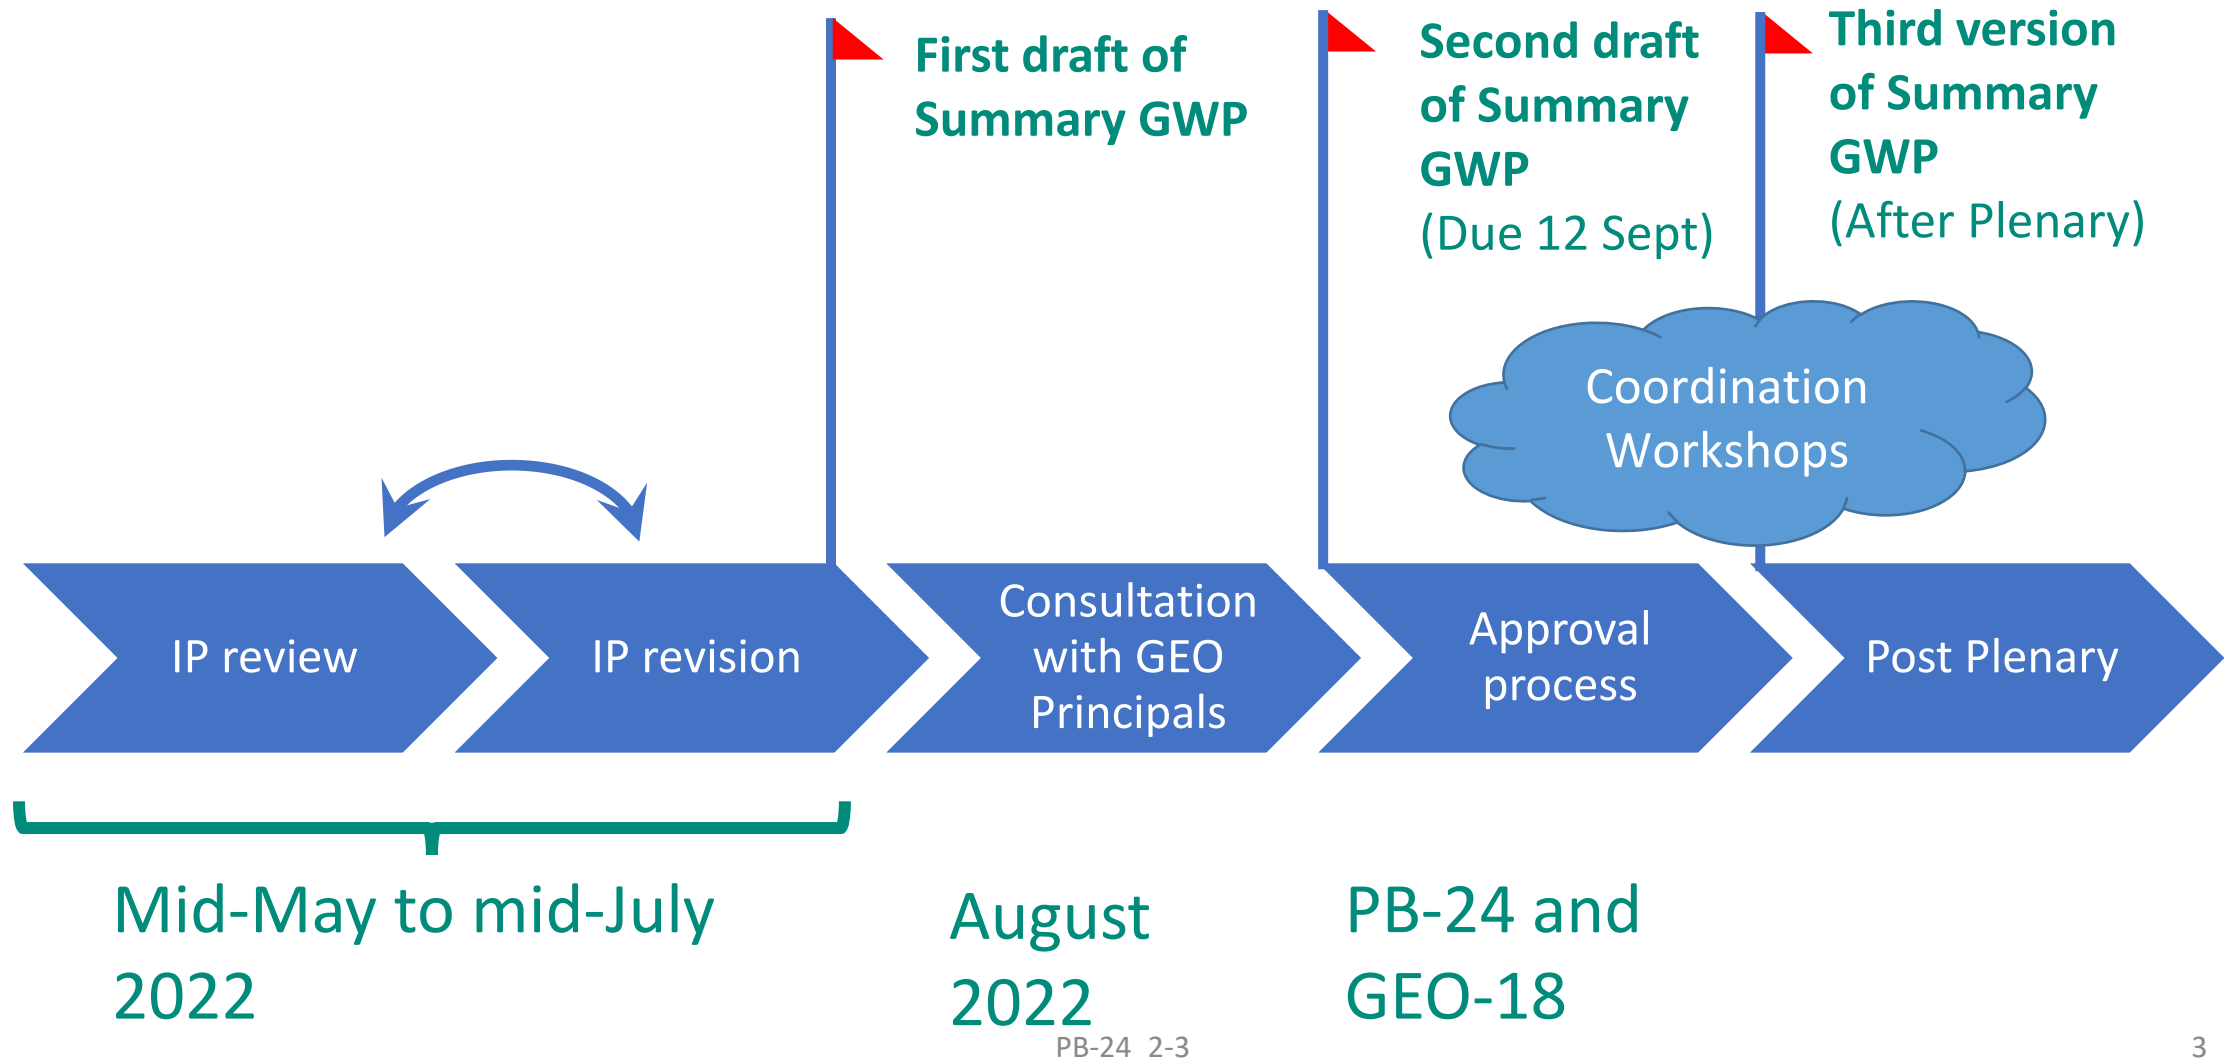 First draft of
Summary GWP
Second draft
of Summary
GWP
(Due 12 Sept)
Third version
of Summary
GWP
(After Plenary)
Coordination
Workshops
IP review
IP revision
Consultation
with GEO
Principals
Approval
process
Post Plenary
Mid-May to mid-July
2022
August
2022
PB-24 and
GEO-18
PB-24 2-3
3